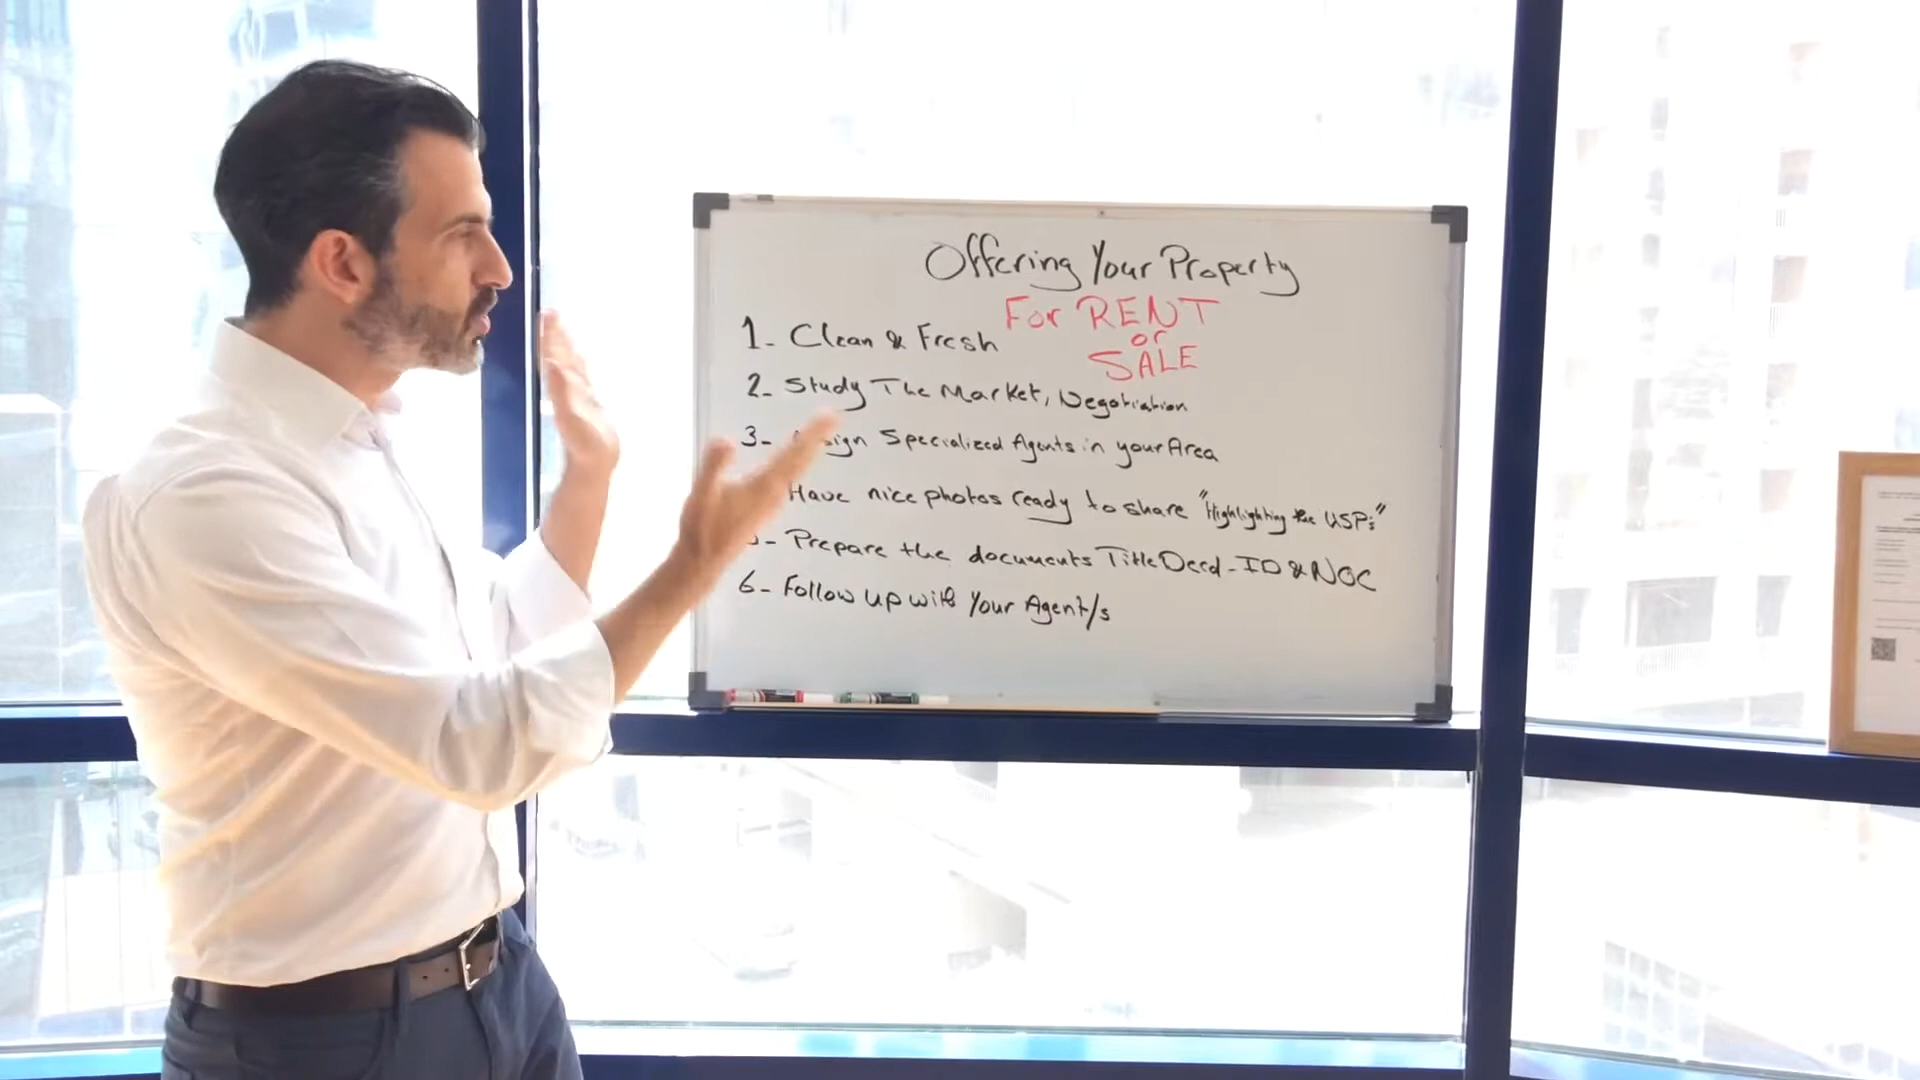 Offering Your Property
For RENT
or
SALE
1- Clean & Fresh
2- Study The Market, Negotiation
3- Specialized Agents in your Area
Have nice photos ready to share "Highlighting the USPs"
- Prepare the documents Title Deed - ID & NOC
6- Follow up with Your Agent/s